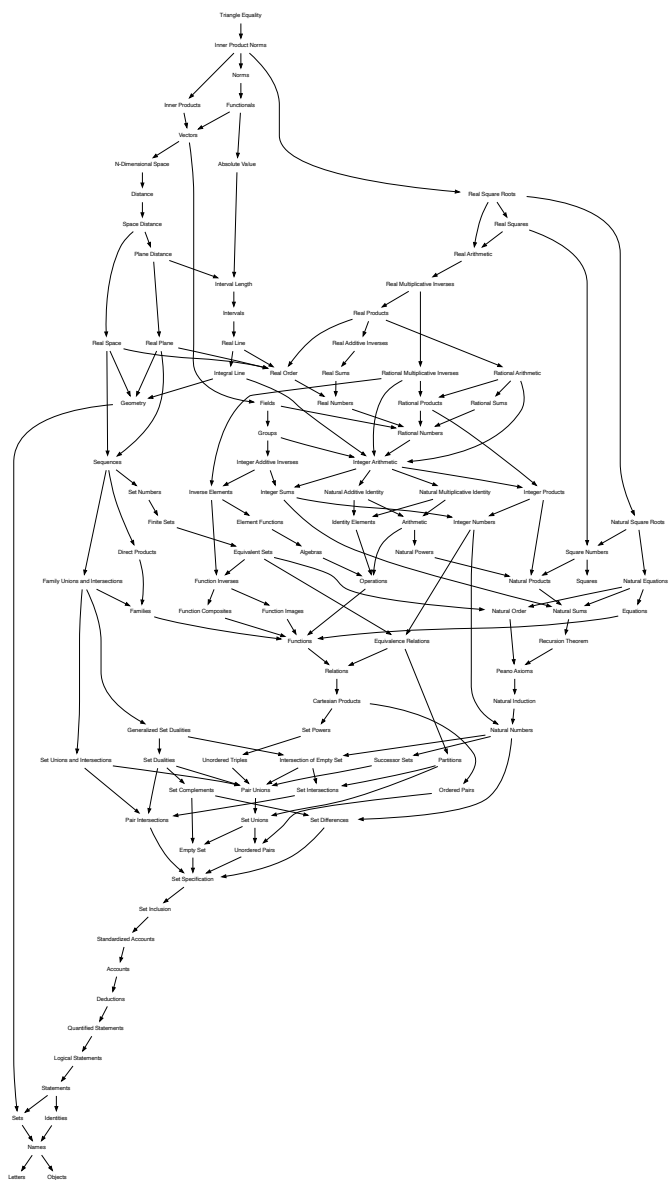 Triangle Equality
Inner Product Norms
Norms
Inner Products
Functionals
Vectors
N-Dimensional Space
Absolute Value
Distance
Real Square Roots
Space Distance
Real Squares
Plane Distance
Real Arithmetic
Interval Length
Real Multiplicative Inverses
Intervals
Real Products
Real Space
Real Plane
Real Line
Real Additive Inverses
Integral Line
Real Order
Real Sums
Rational Multiplicative Inverses
Rational Arithmetic
Geometry
Fields
Real Numbers
Rational Products
Rational Sums
Groups
Rational Numbers
Sequences
Integer Additive Inverses
Integer Arithmetic
Set Numbers
Inverse Elements
Integer Sums
Natural Additive Identity
Natural Multiplicative Identity
Integer Products
Finite Sets
Element Functions
Identity Elements
Arithmetic
Integer Numbers
Natural Square Roots
Direct Products
Equivalent Sets
Algebras
Natural Powers
Square Numbers
Family Unions and Intersections
Function Inverses
Operations
Natural Products
Squares
Natural Equations
Families
Function Composites
Function Images
Natural Order
Natural Sums
Equations
Functions
Equivalence Relations
Recursion Theorem
Relations
Peano Axioms
Cartesian Products
Natural Induction
Generalized Set Dualities
Set Powers
Natural Numbers
Set Unions and Intersections
Set Dualities
Unordered Triples
Intersection of Empty Set
Successor Sets
Partitions
Set Complements
Pair Unions
Set Intersections
Ordered Pairs
Pair Intersections
Set Unions
Set Differences
Empty Set
Unordered Pairs
Set Specification
Set Inclusion
Standardized Accounts
Accounts
Deductions
Quantified Statements
Logical Statements
Statements
Sets
Identities
Names
Letters
Objects